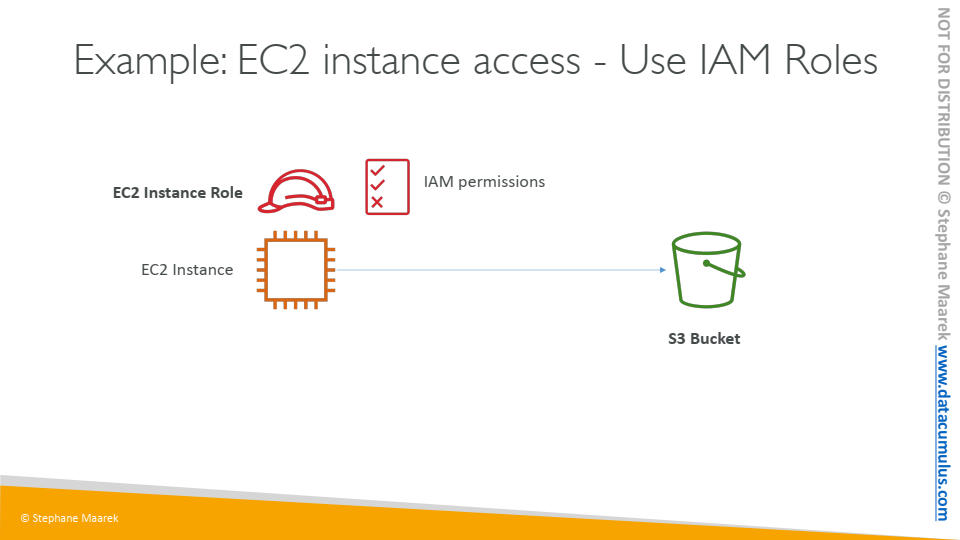 Example: EC2 instance access - Use IAM Roles
EC2 Instance Role
IAM permissions
EC2 Instance
S3 Bucket
© Stephane Maarek
NOT FOR DISTRIBUTION © Stephane Maarek www.datacumulus.com